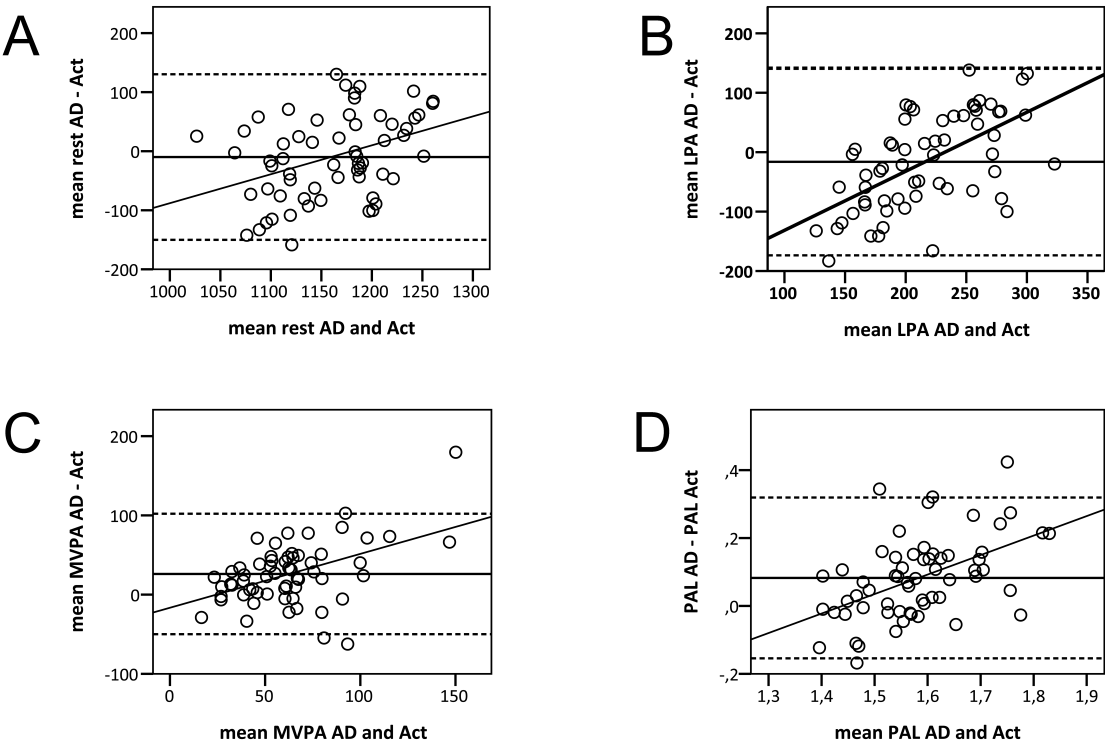 A
mean rest AD - Act
200
100
0
-100
-200
1000 1050 1100 1150 1200 1250 1300
mean rest AD and Act
B
mean LPA AD - Act
200
100
0
-100
-200
100 150 200 250 300 350
mean LPA AD and Act
C
mean MVPA AD - Act
200
100
0
-100
0 50 100 150
mean MVPA AD and Act
D
PAL AD - PAL Act
,4
,2
,0
-,2
1,3 1,4 1,5 1,6 1,7 1,8 1,9
mean PAL AD and Act